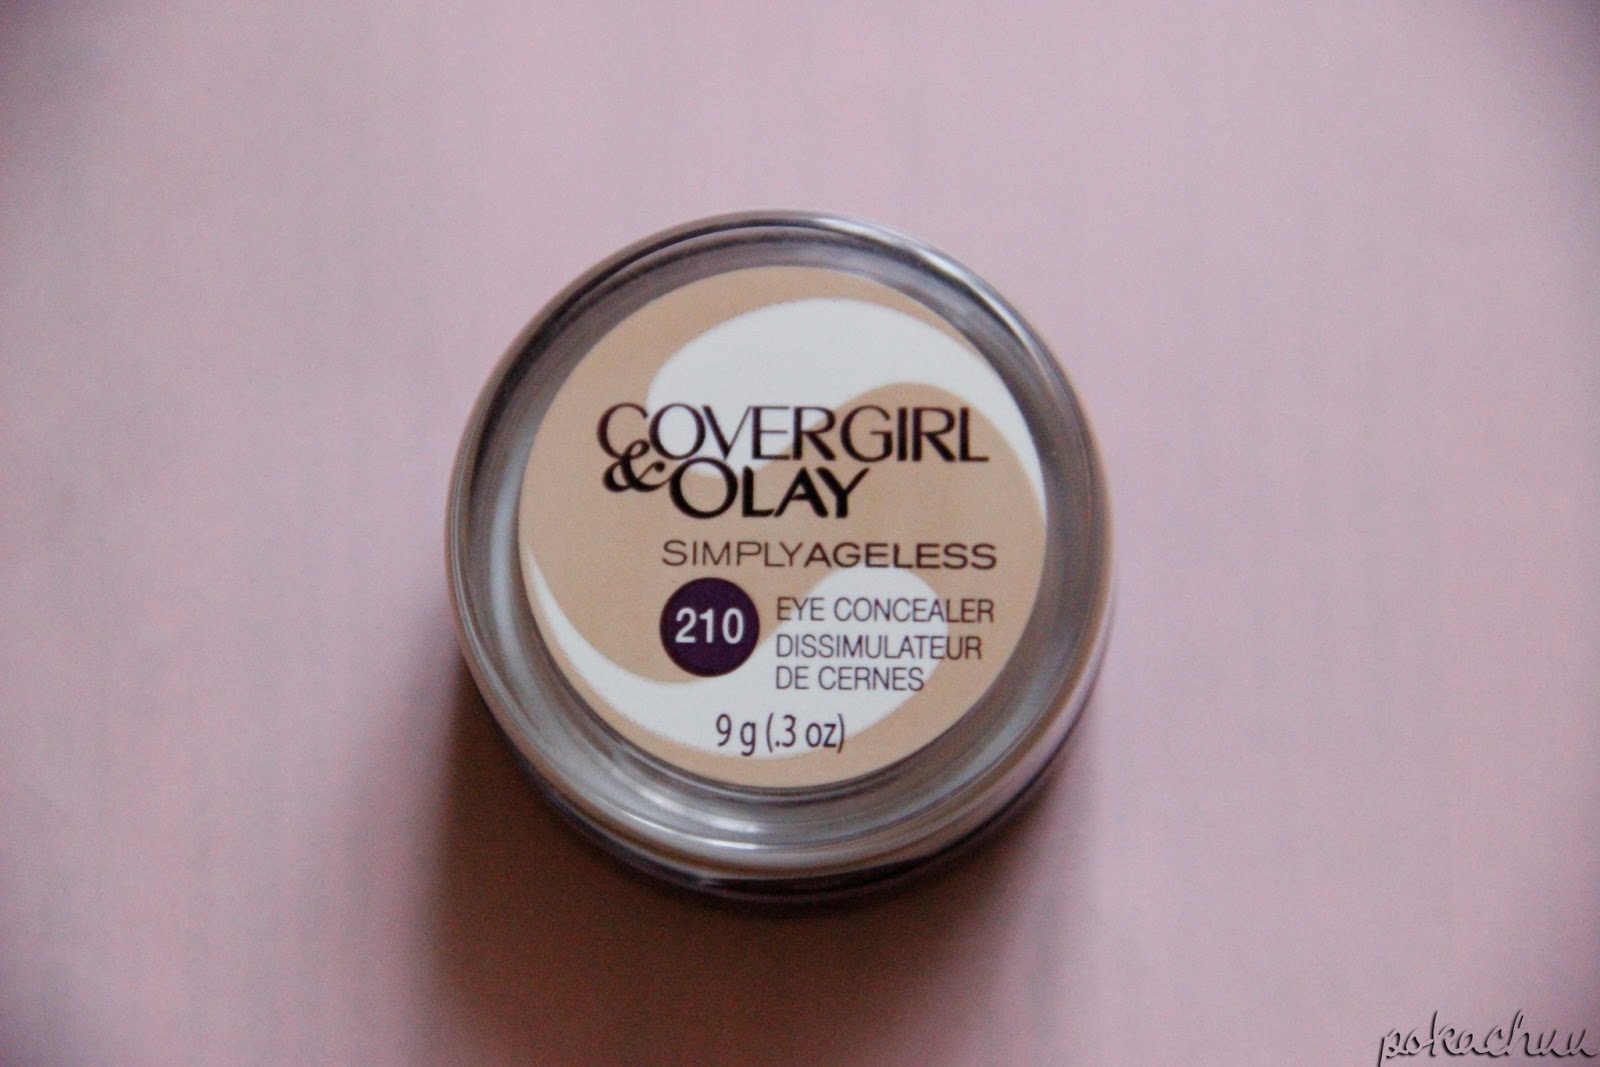 COVERGIRL
& OLAY
SIMPLYAGELESS
210
EYE CONCEALER
DISSIMULATEUR
DE CERNES
9 g (.3 oz)
pokachuu